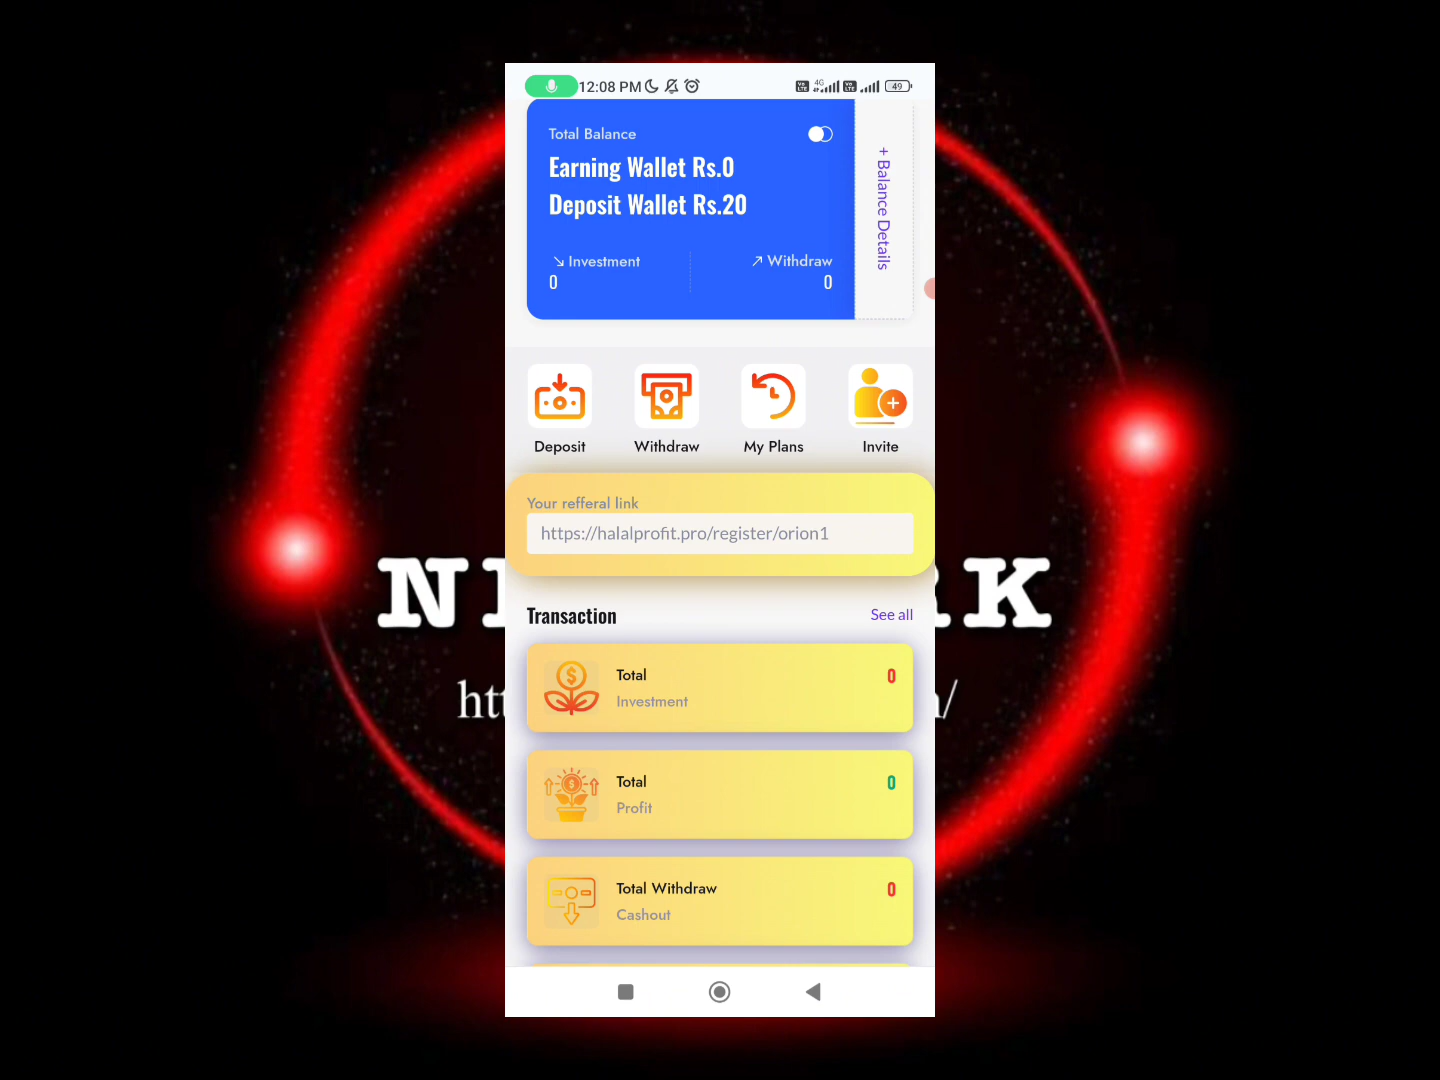 12:08 PM
4G
49
Total Balance
Earning Wallet Rs.0
Deposit Wallet Rs.20
Investment
Withdraw
0
0
+ Balance Details
Deposit
Withdraw
My Plans
Invite
Your refferal link
https://halalprofit.pro/register/orion1
Transaction
See all
Total
0
Investment
Total
0
Profit
Total Withdraw
0
Cashout